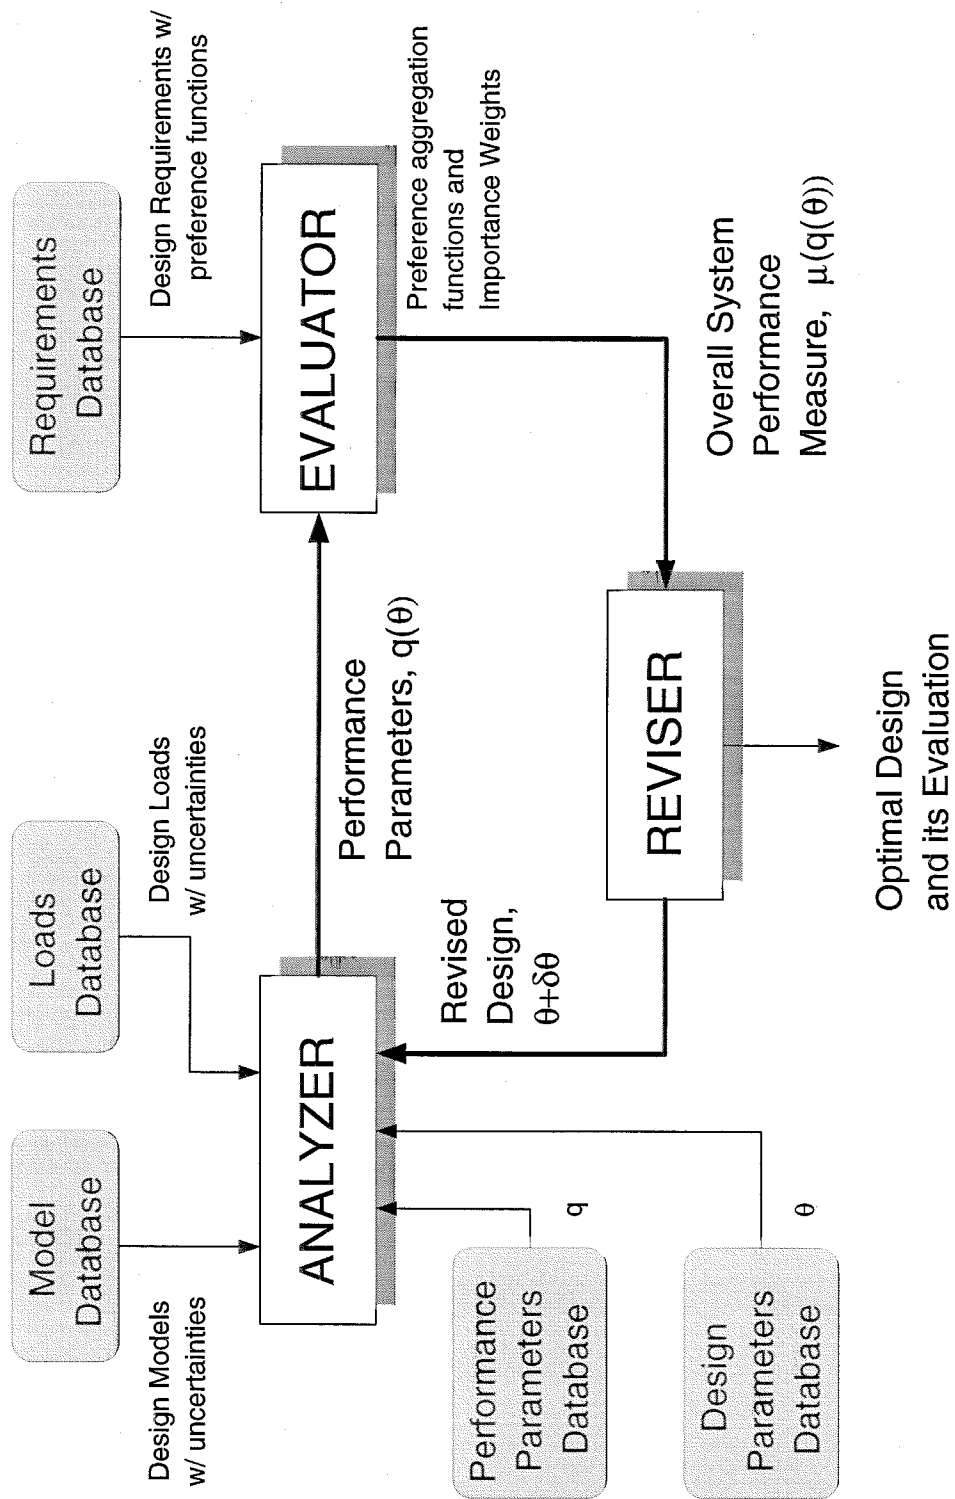 Model
Database
Loads
Database
Requirements
Database
Design Models
w/ uncertainties
Design Loads
w/ uncertainties
Design Requirements w/
preference functions
ANALYZER
EVALUATOR
Performance
Parameters, q(θ)
Preference aggregation
functions and
Importance Weights
Revised
Design,
θ+δθ
Performance
Parameters
Database
q
REVISER
Overall System
Performance
Measure, μ(q(θ))
Design
Parameters
Database
θ
Optimal Design
and its Evaluation